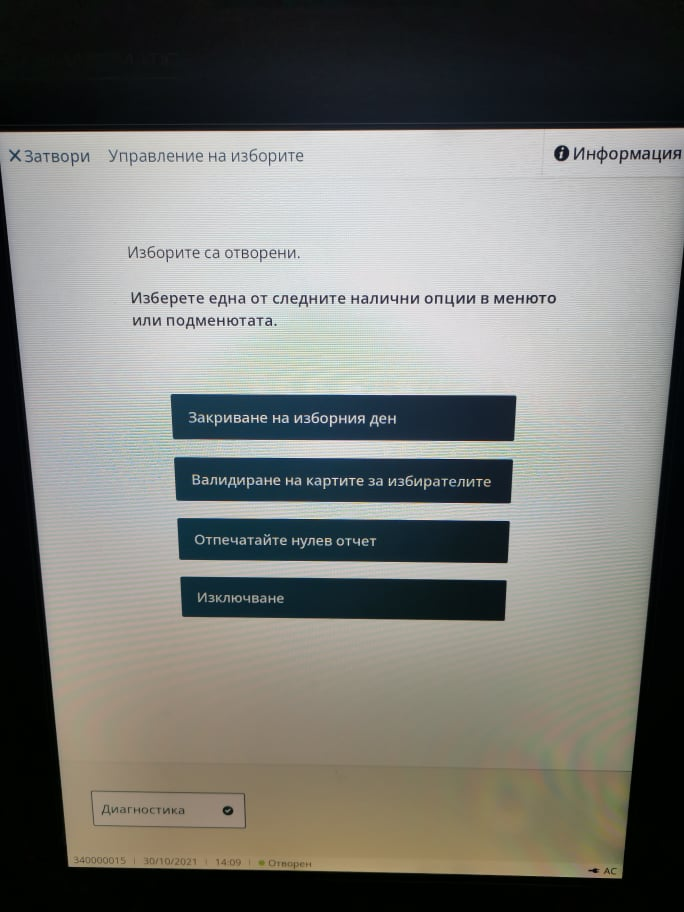 Затвори Управление на изборите
Информация
Изборите са отворени.
Изберете една от следните налични опции в менюто
или подменютата.
Закриване на изборния ден
Валидиране на картите за избирателите
Отпечатайте нулев отчет
Изключване
Диагностика
340000015 | 30/10/2021 | 14:09 | Отворен
AC